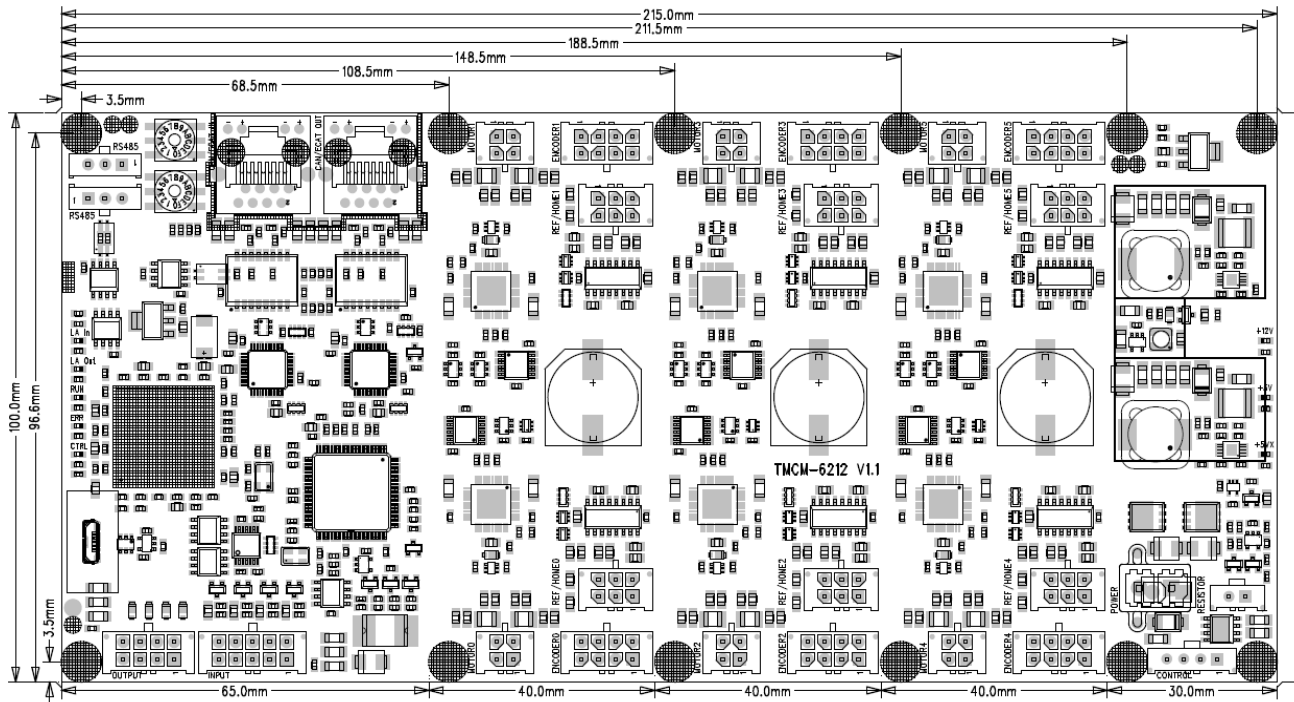 215.0mm
211.5mm
188.5mm
148.5mm
108.5mm
68.5mm
3.5mm
100.0mm
96.6mm
3.5mm
RS485
RS485
CAN/ECAT OUT
MOTOR1
ENCODER1
REF/HOME1
MOTOR3
ENCODER3
REF/HOME3
MOTOR5
ENCODER5
REF/HOME5
LA In
LA Out
RUN
ERR
CTRL
+12V
+5V
+5VX
TMCM-6212 V1.1
REF/HOME0
REF/HOME2
REF/HOME4
POWER
RESISTOR
OUTPUT
INPUT
MOTOR0
ENCODER0
MOTOR2
ENCODER2
MOTOR4
ENCODER4
CONTROL
65.0mm
40.0mm
40.0mm
40.0mm
30.0mm